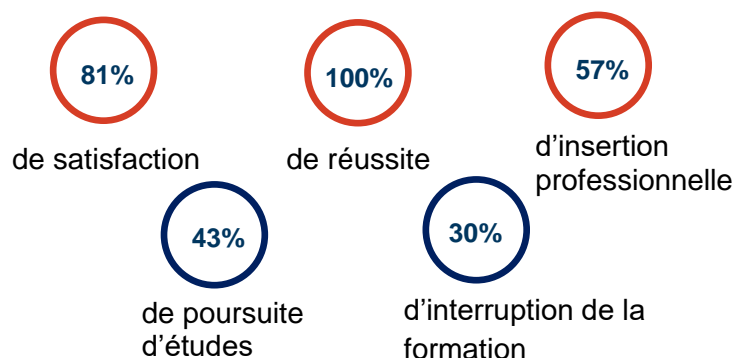 81%
de satisfaction
100%
de réussite
57%
d’insertion
professionnelle
43%
de poursuite
d’études
30%
d’interruption de la
formation